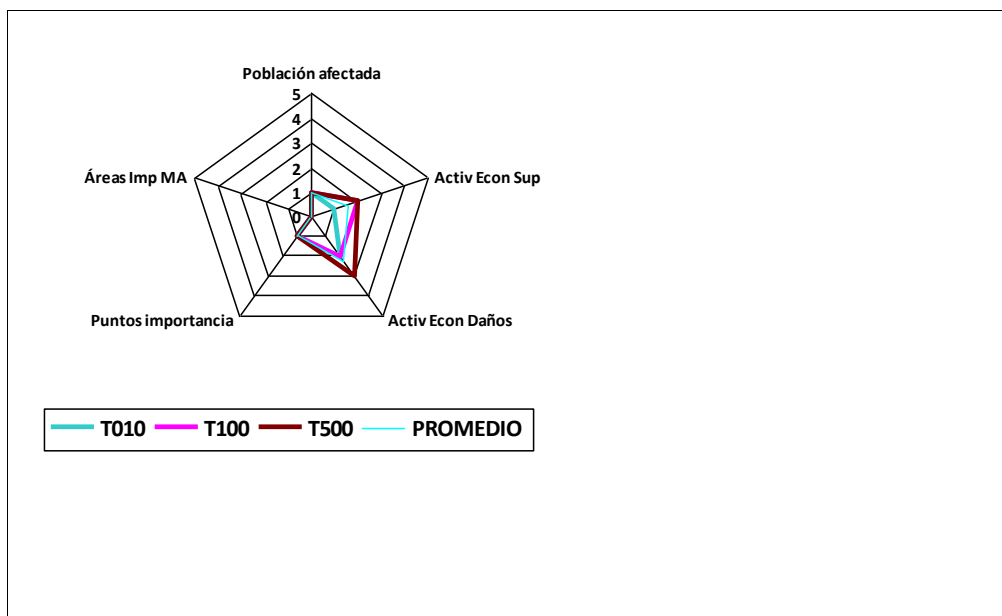 Población afectada
5
4
3
2
1
0
Áreas Imp MA
Activ Econ Sup
Puntos importancia
Activ Econ Daños
T010 T100 T500 PROMEDIO